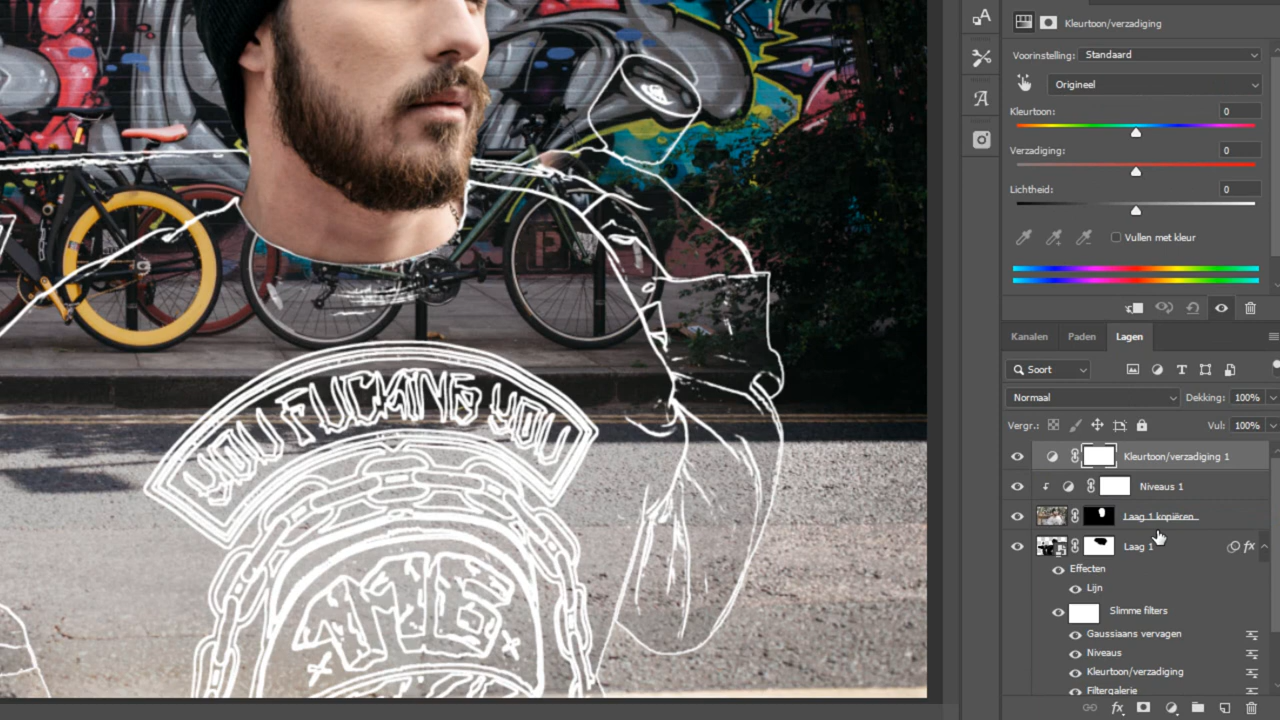 Kleurtoon/verzadiging
Voorinstelling: Standaard
Origineel
Kleurtoon: 0
Verzadiging: 0
Lichtheid: 0
Vullen met kleur
Kanalen Paden Lagen
Soort
Normaal Dekking: 100%
Vergr.: Vul: 100%
Kleurtoon/verzadiging 1
Niveaus 1
Laag 1 kopiëren
Laag 1 fx
Effecten
Lijn
Slimme filters
Gaussiaans vervagen
Niveaus
Kleurtoon/verzadiging
Filtergalerie
fx
P
YOU FUCKING YOU